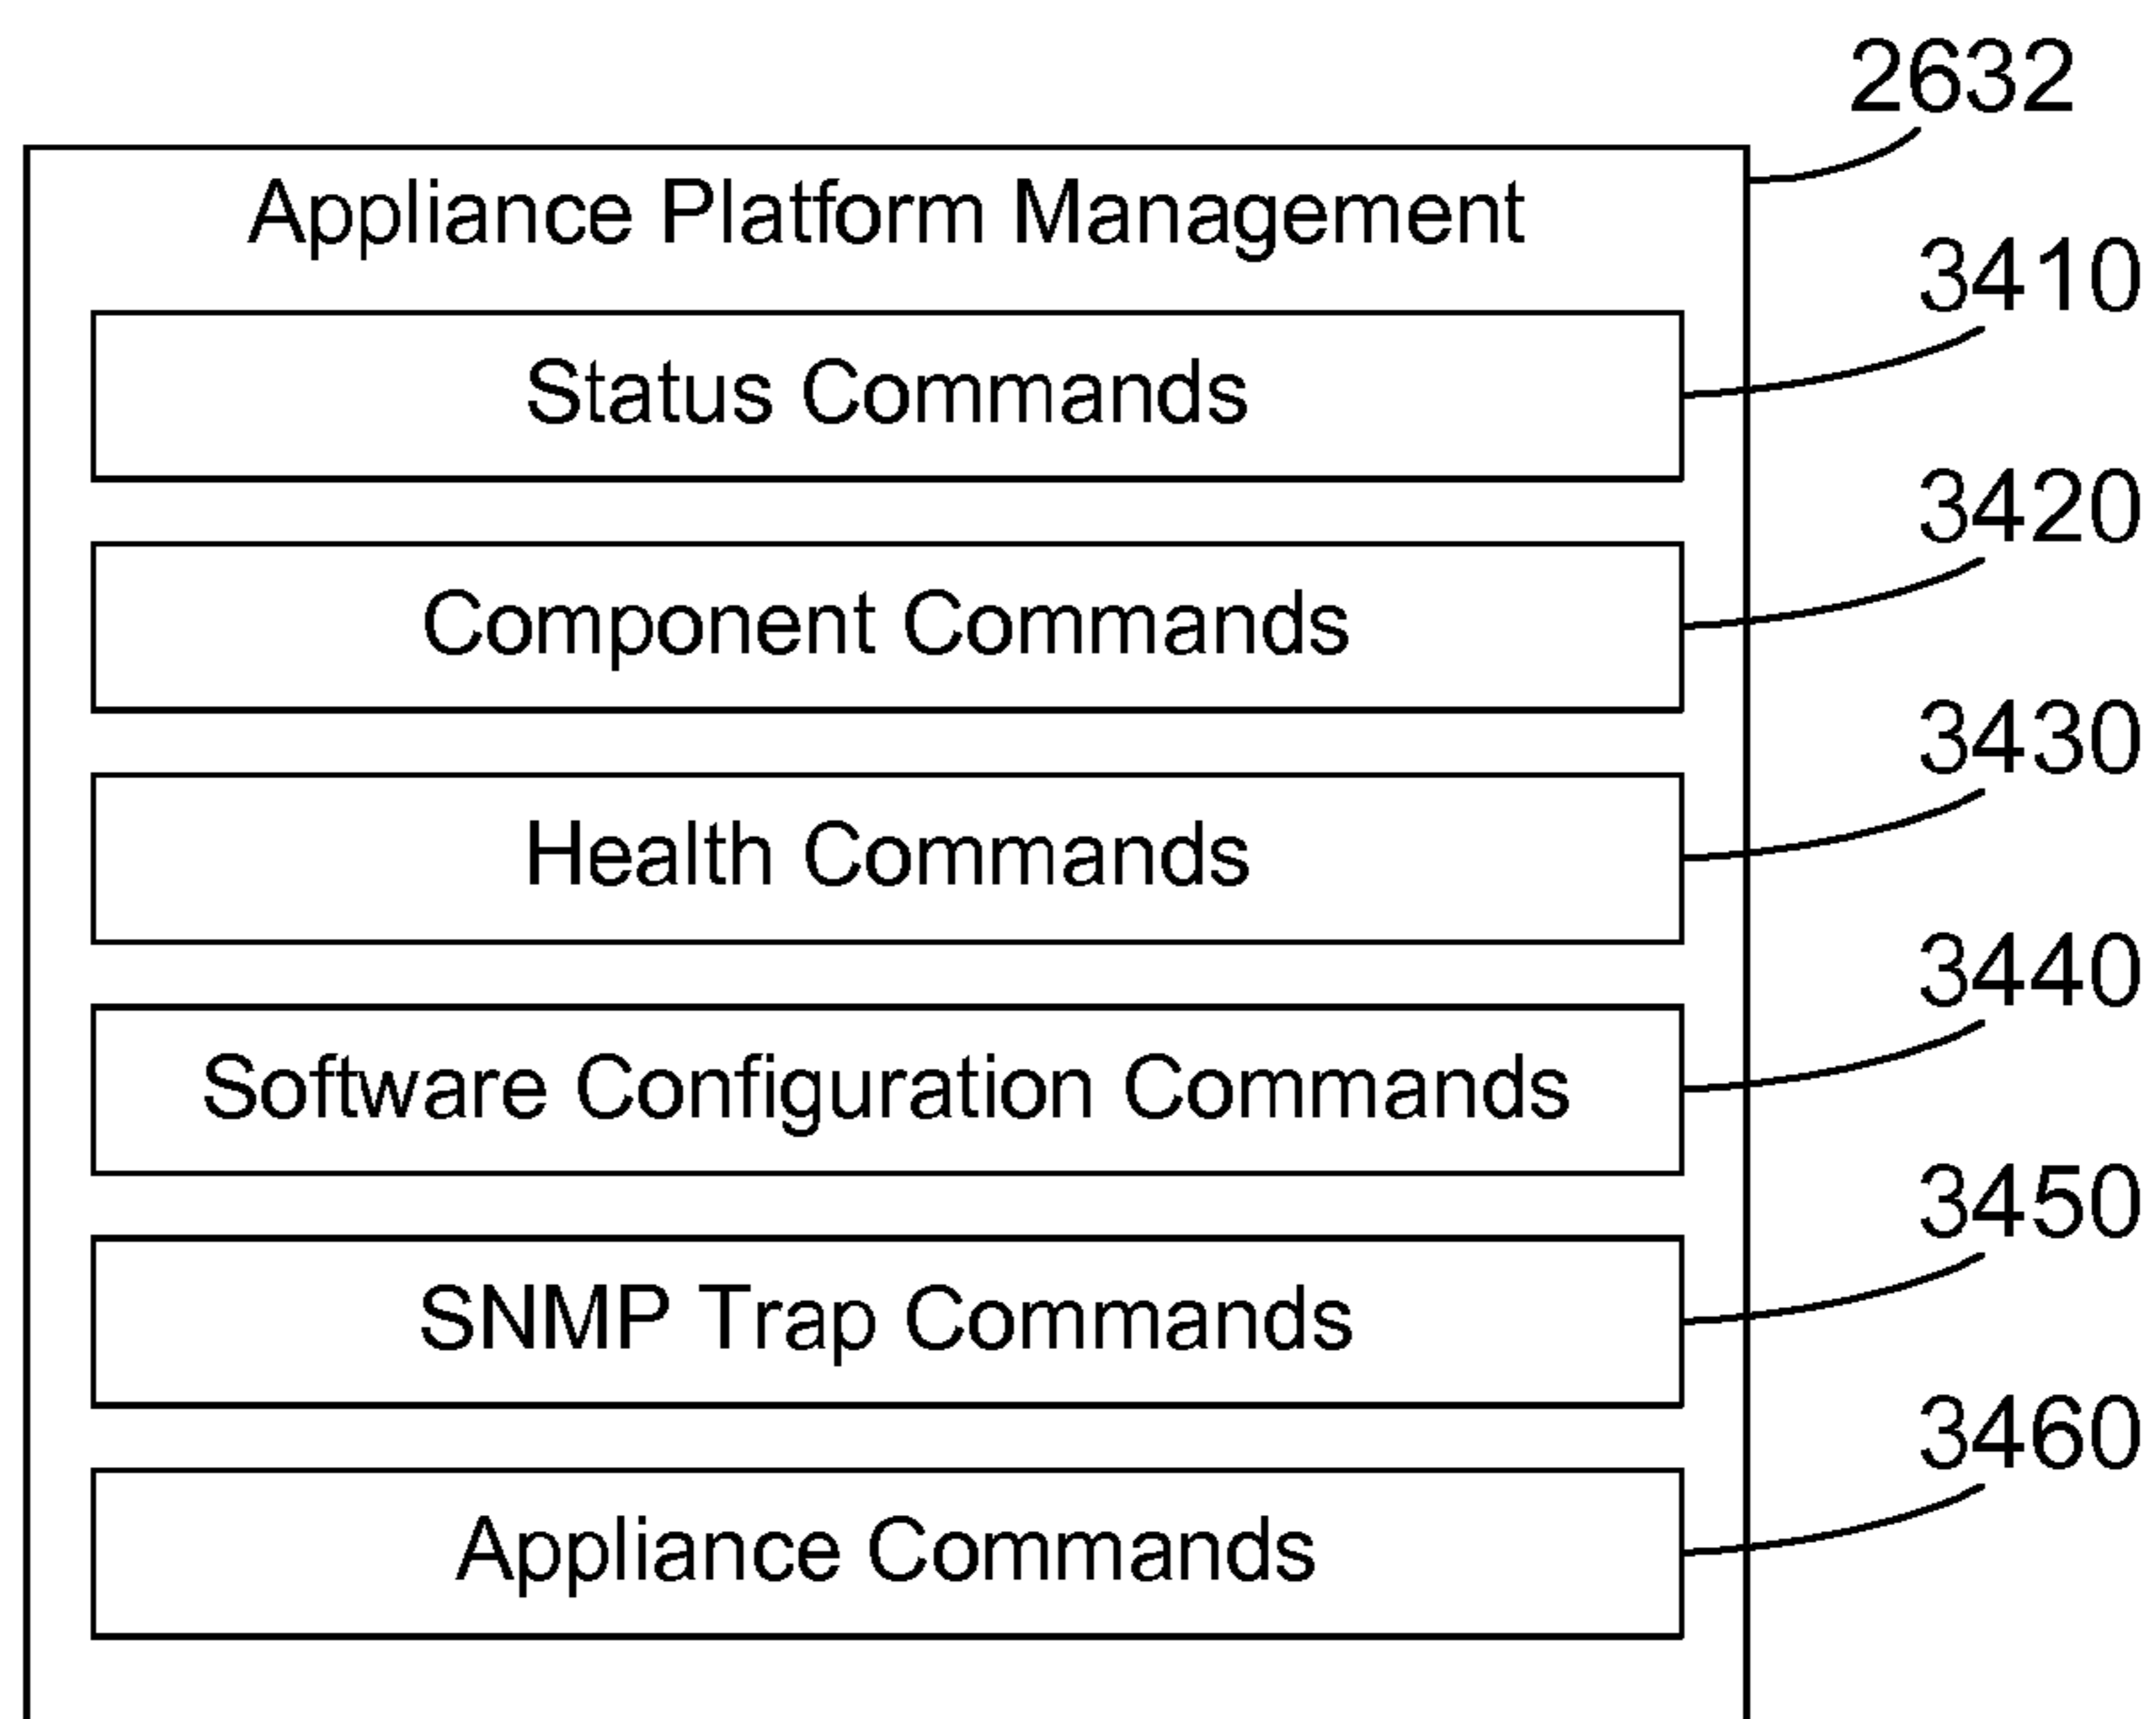 2632
Appliance Platform Management
3410
Status Commands
3420
Component Commands
3430
Health Commands
3440
Software Configuration Commands
3450
SNMP Trap Commands
3460
Appliance Commands